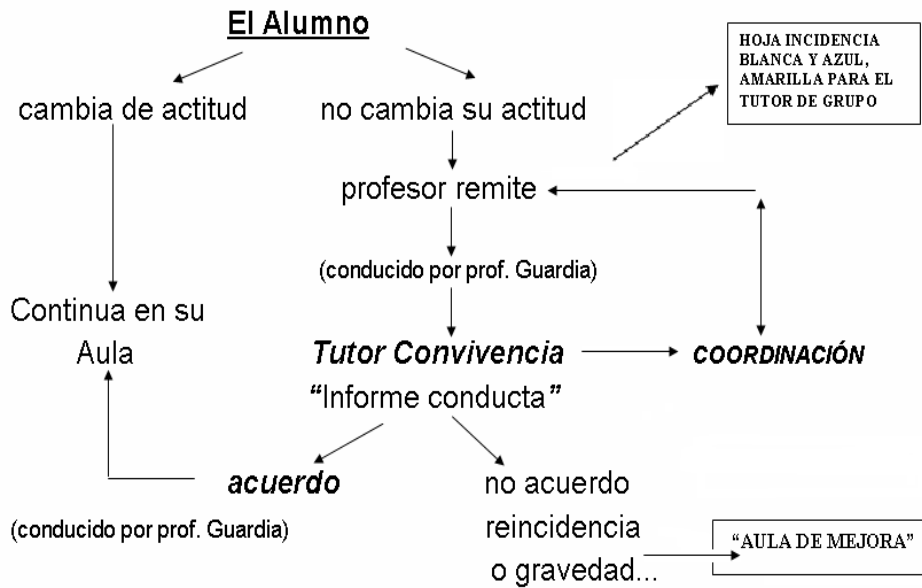 El Alumno
HOJA INCIDENCIA
BLANCA Y AZUL,
AMARILLA PARA EL
TUTOR DE GRUPO
cambia de actitud
no cambia su actitud
profesor remite
(conducido por prof. Guardia)
Continua en su
Aula
Tutor Convivencia
COORDINACIÓN
“Informe conducta”
acuerdo
no acuerdo
(conducido por prof. Guardia)
reincidencia
“AULA DE MEJORA”
o gravedad...